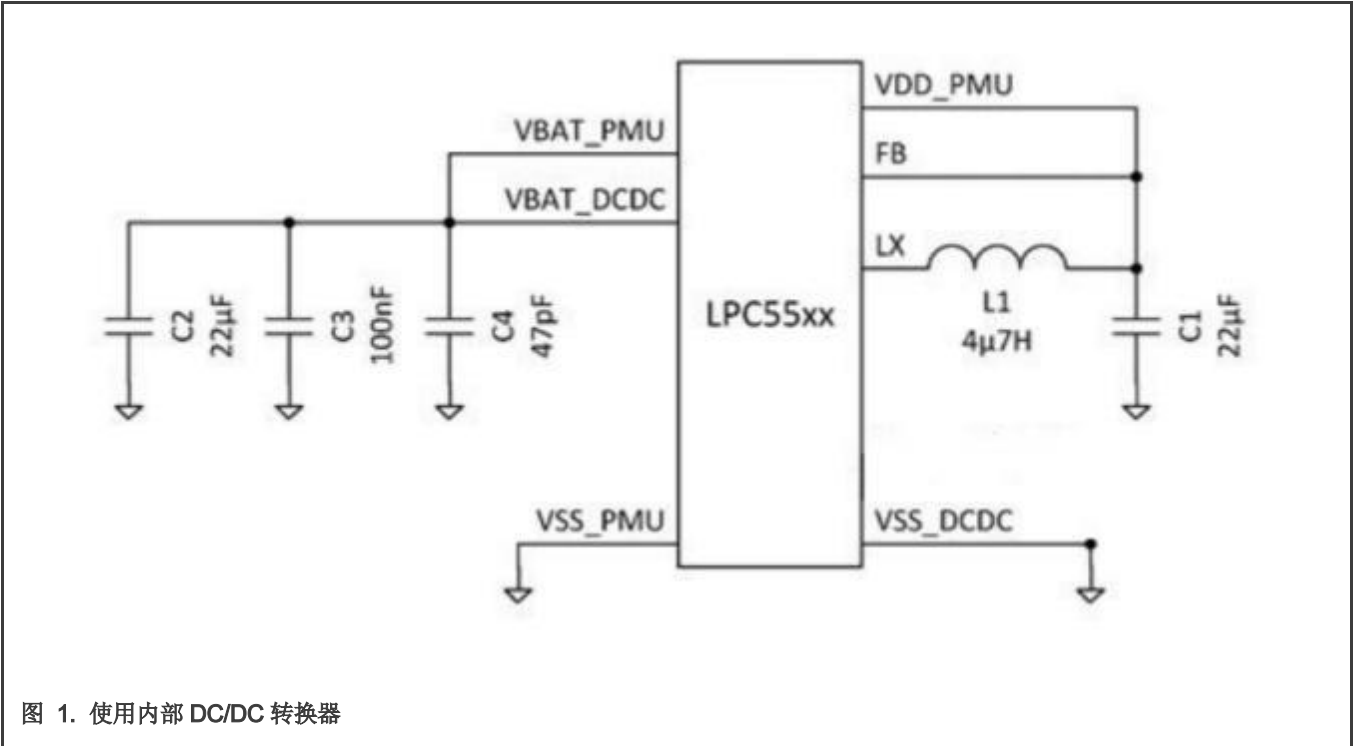 VDD_PMU
VBAT_PMU
FB
VBAT_DCDC
LX
C2
22µF
C3
100nF
C4
47pF
LPC55xx
L1
4µ7H
C1
22µF
VSS_PMU
VSS_DCDC
图 1. 使用内部 DC/DC 转换器